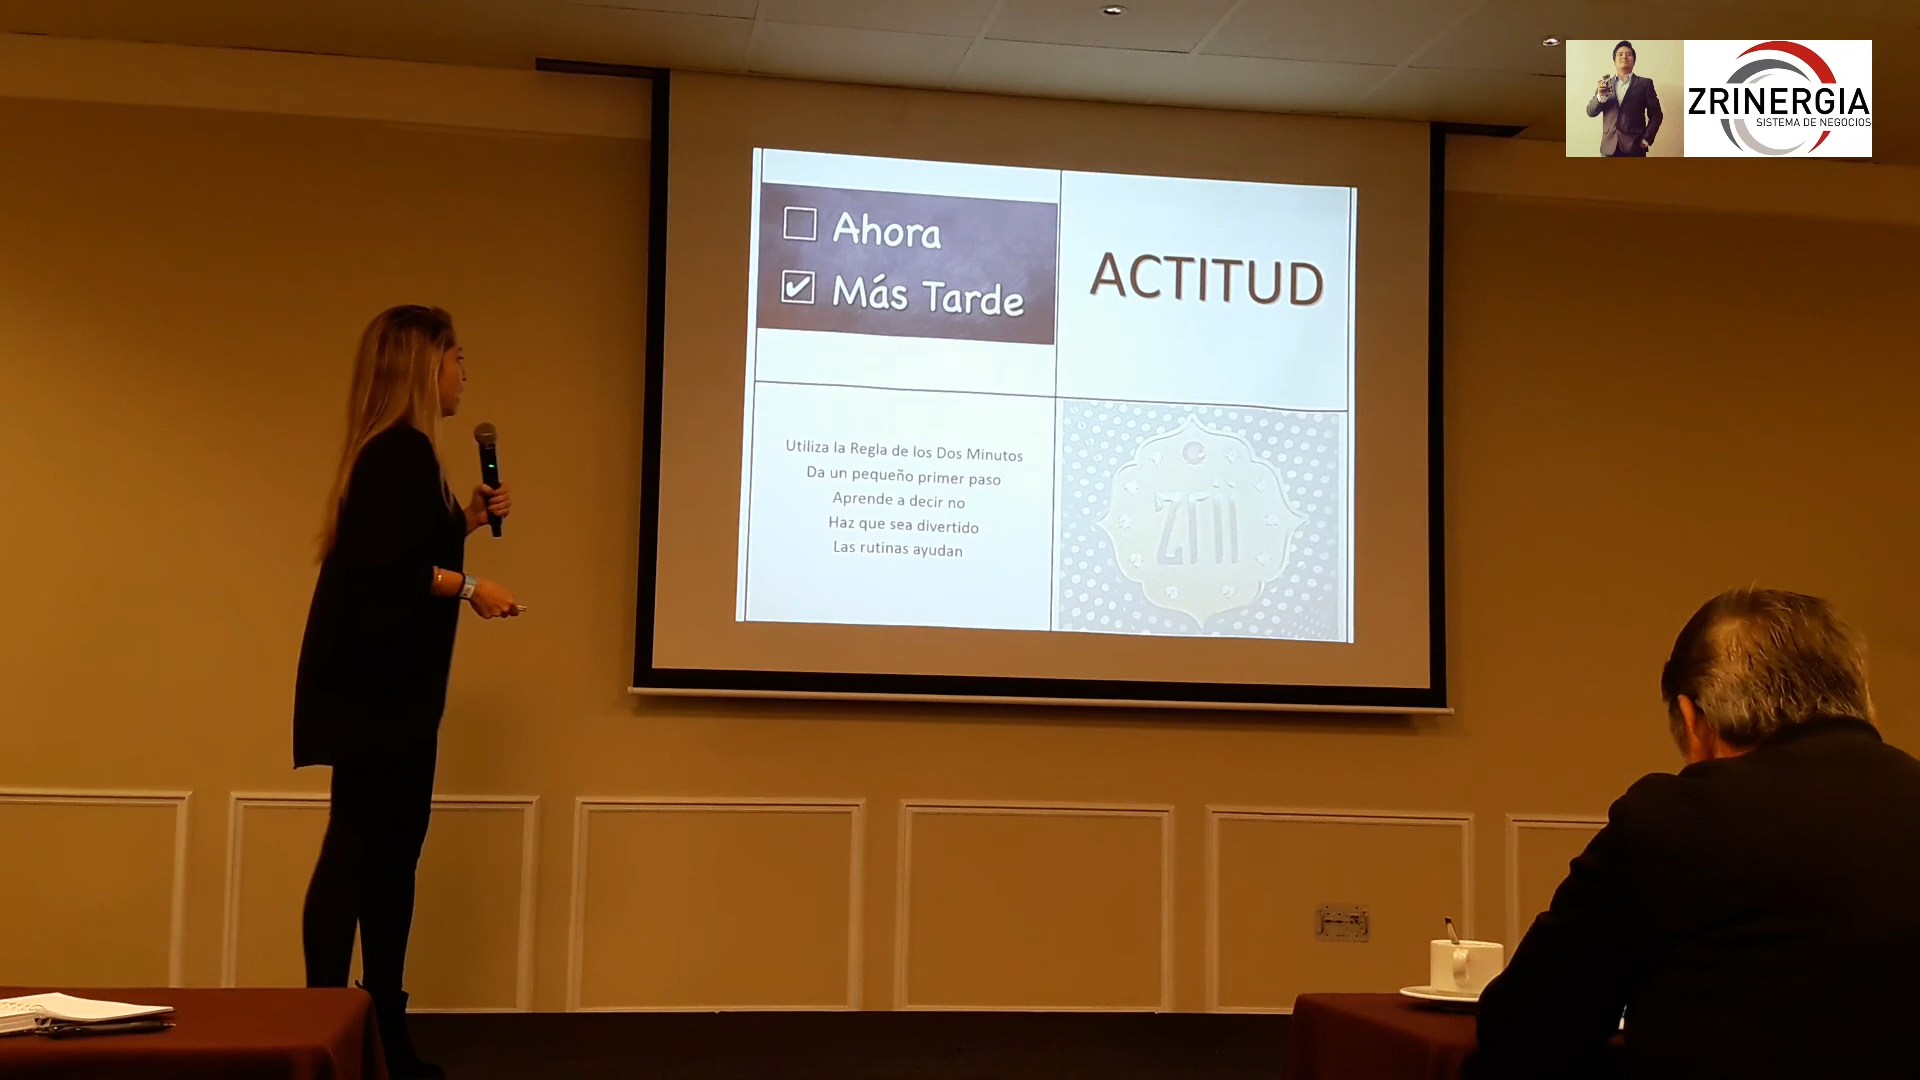 ZRINERGIA
SISTEMA DE NEGOCIOS
Ahora
Más Tarde
ACTITUD
Utiliza la Regla de los Dos Minutos
Da un pequeño primer paso
Aprende a decir no
Haz que sea divertido
Las rutinas ayudan
zrii